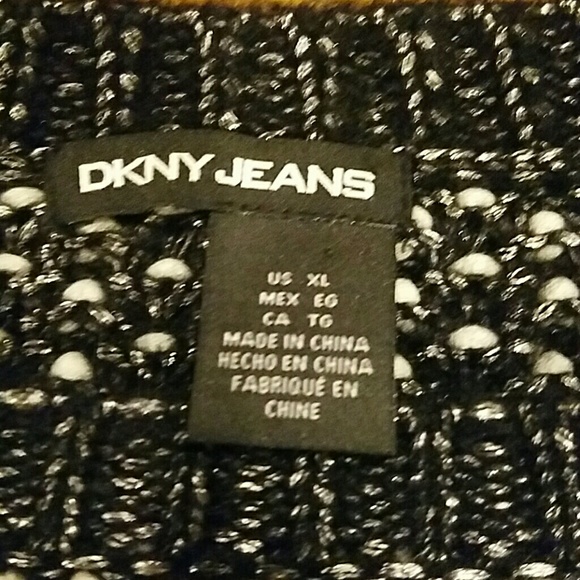 DKNY JEANS
US XL
MEX EG
CA TG
MADE IN CHINA
HECHO EN CHINA
FABRIQUÉ EN
CHINE